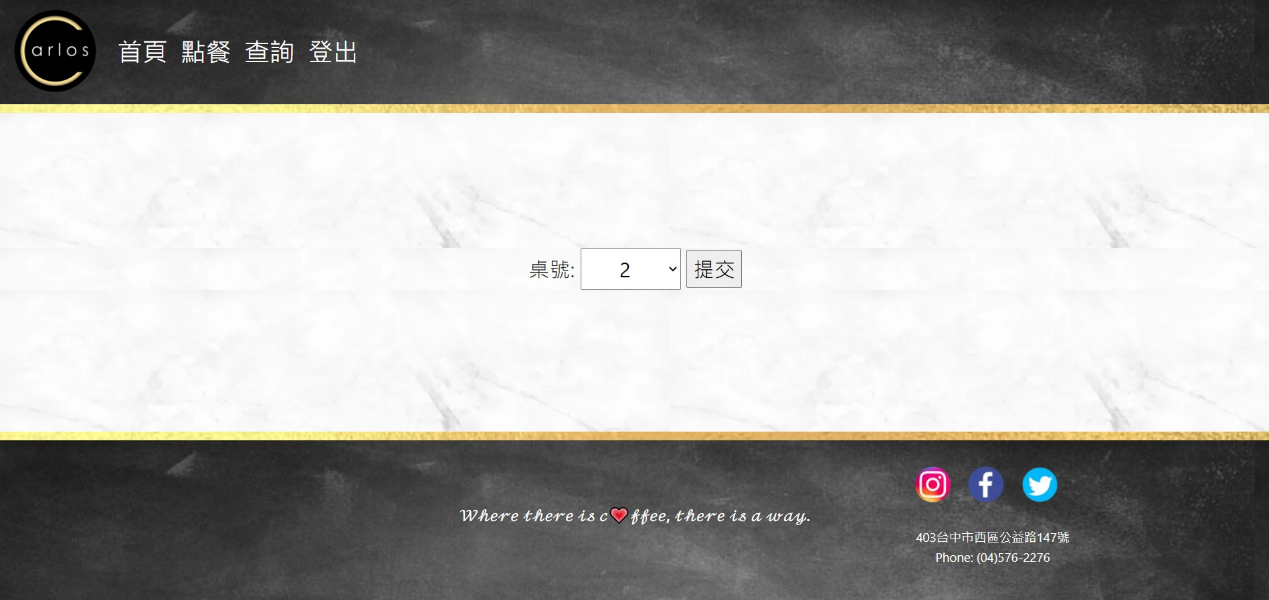 Carlos
首頁 點餐 查詢 登出
桌號: 2 提交
Where there is c❤ffee, there is a way.
403台中市西區公益路147號
Phone: (04)576-2276